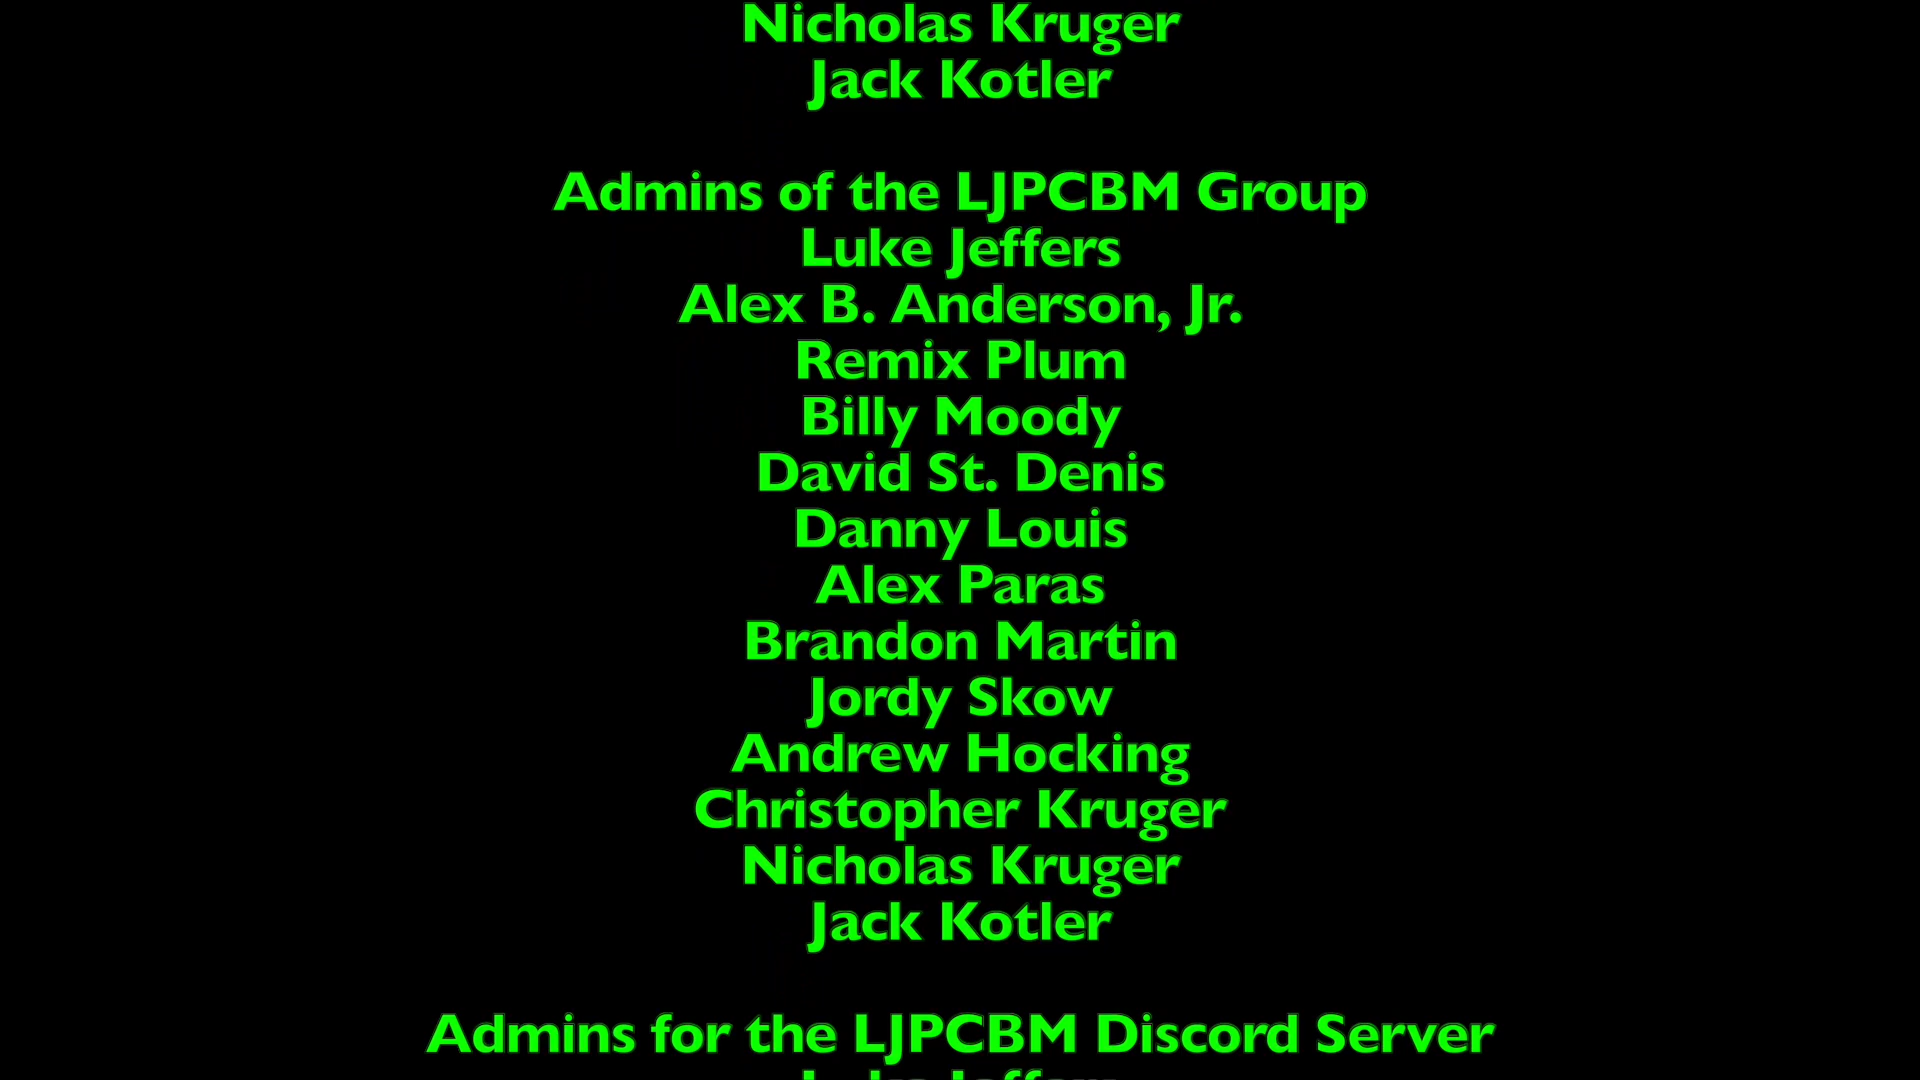 Nicholas Kruger
Jack Kotler
Admins of the LJPCBM Group
Luke Jeffers
Alex B. Anderson, Jr.
Remix Plum
Billy Moody
David St. Denis
Danny Louis
Alex Paras
Brandon Martin
Jordy Skow
Andrew Hocking
Christopher Kruger
Nicholas Kruger
Jack Kotler
Admins for the LJPCBM Discord Server